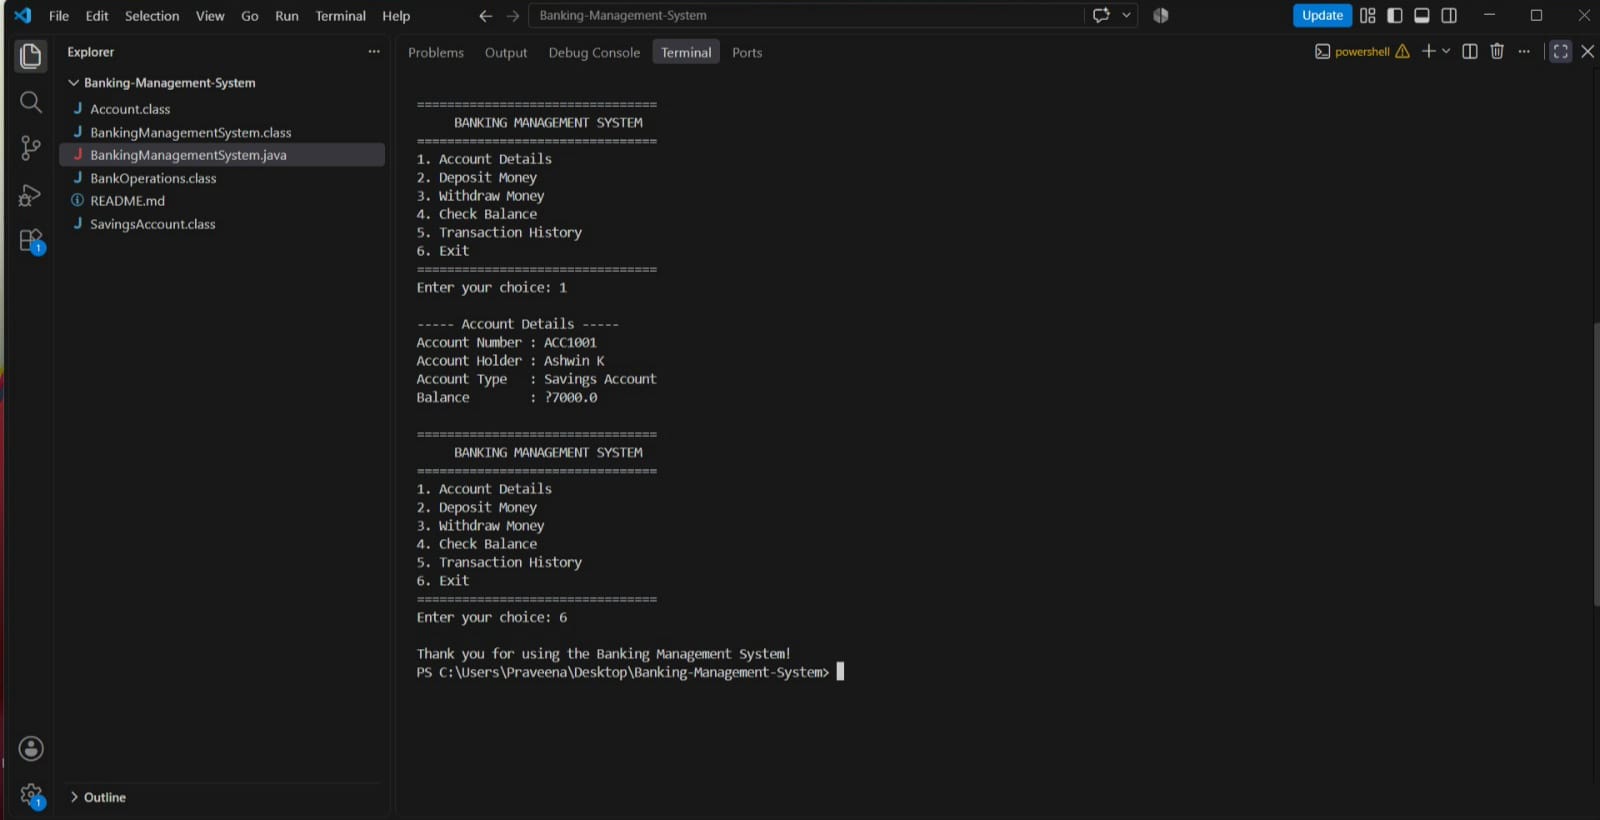 File Edit Selection View Go Run Terminal Help
Banking-Management-System
Update
Explorer
Banking-Management-System
Account.class
BankingManagementSystem.class
BankingManagementSystem.java
BankOperations.class
README.md
SavingsAccount.class
Outline
1
1
Problems Output Debug Console Terminal Ports
powershell
================================
BANKING MANAGEMENT SYSTEM
================================
1. Account Details
2. Deposit Money
3. Withdraw Money
4. Check Balance
5. Transaction History
6. Exit
================================
Enter your choice: 1
----- Account Details -----
Account Number : ACC1001
Account Holder : Ashwin K
Account Type : Savings Account
Balance : ?7000.0
================================
BANKING MANAGEMENT SYSTEM
================================
1. Account Details
2. Deposit Money
3. Withdraw Money
4. Check Balance
5. Transaction History
6. Exit
================================
Enter your choice: 6
Thank you for using the Banking Management System!
PS C:\Users\Praveena\Desktop\Banking-Management-System>